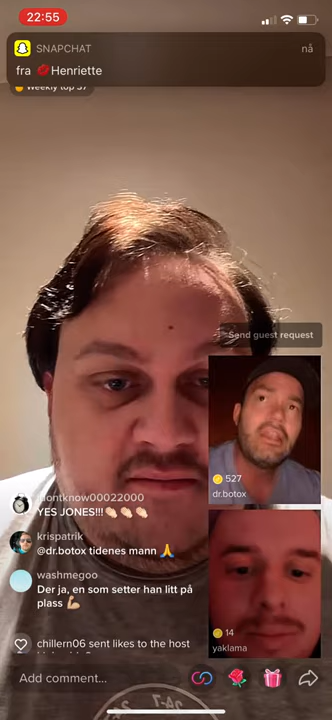 22:55
SNAPCHAT
nå
fra 💋Henriette
Weekly top 37
Send guest request
527
dr.botox
YES JONES!!!👏🏻👏🏻👏🏻
krispatrik
@dr.botox tidenes mann 🙏
washmegoo
Der ja, en som setter han litt på
plass 💪🏼
14
yaklama
chillern06 sent likes to the host
Add comment...
24-7